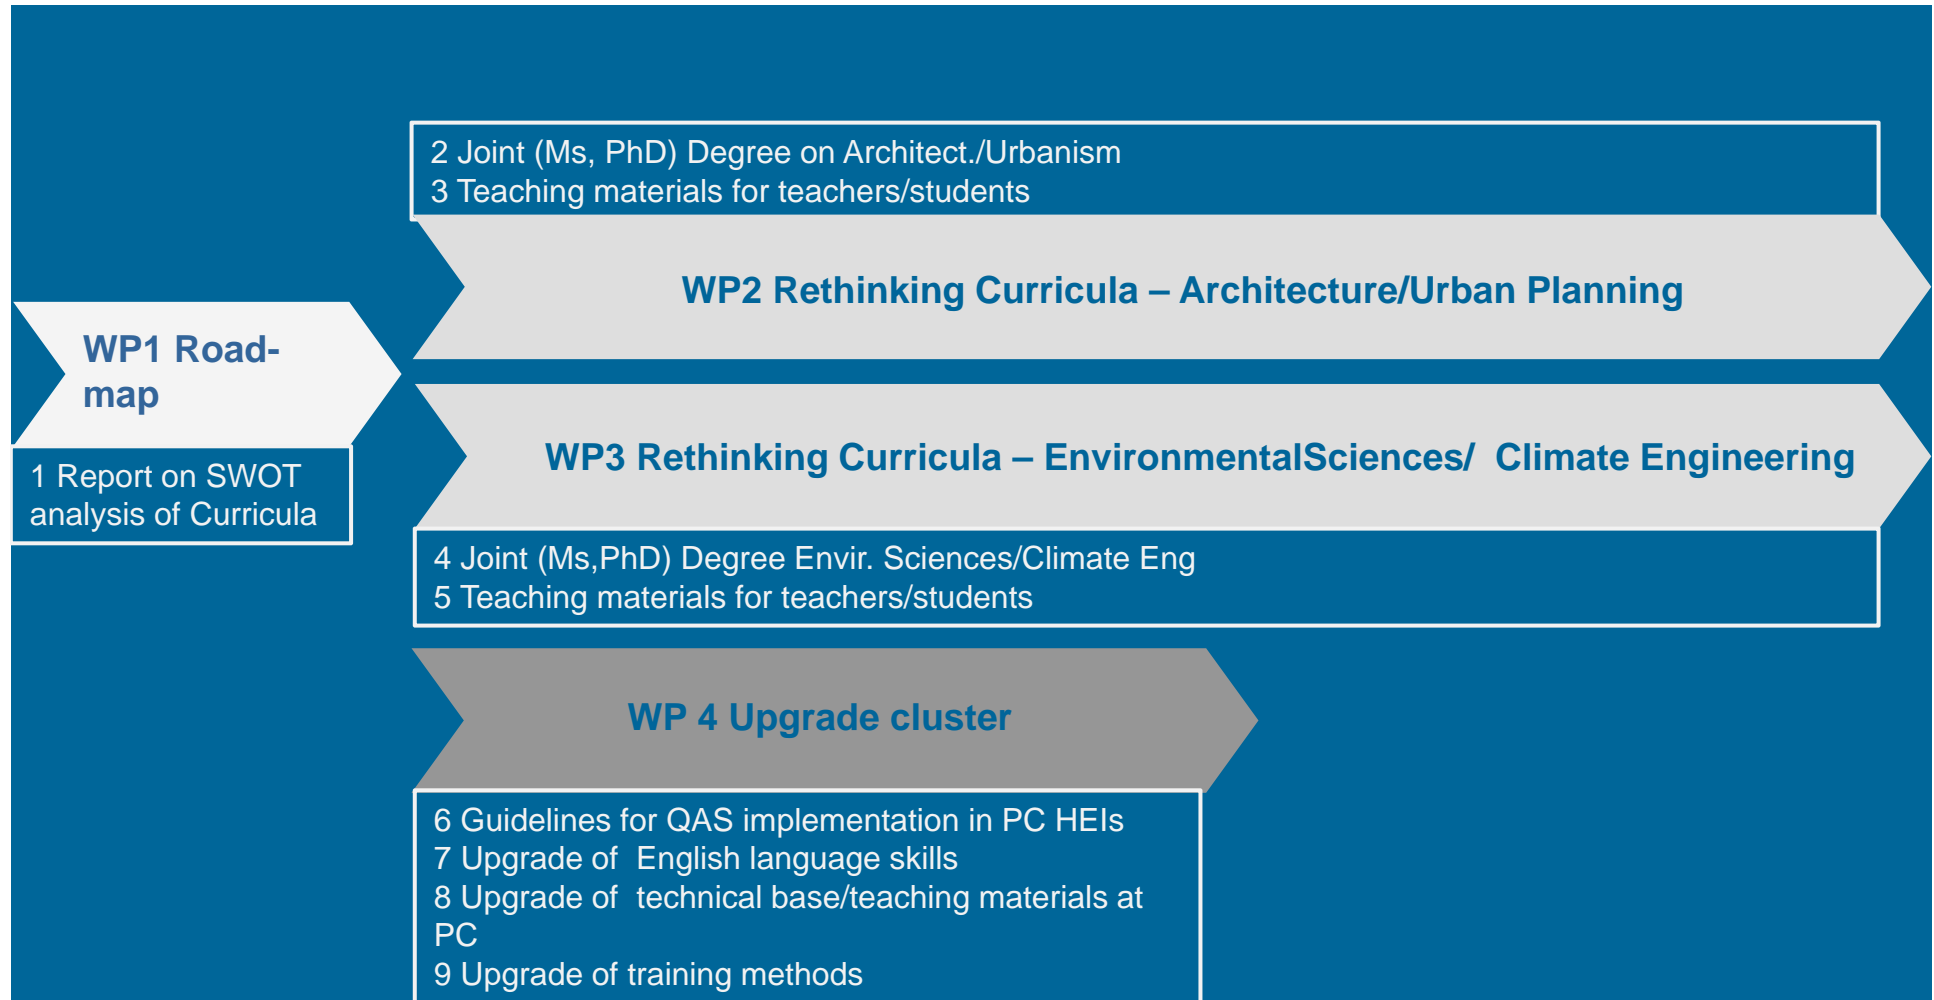 2 Joint (Ms, PhD) Degree on Architect./Urbanism
3 Teaching materials for teachers/students
WP2 Rethinking Curricula – Architecture/Urban Planning
WP1 Road-
map
1 Report on SWOT
analysis of Curricula
WP3 Rethinking Curricula – EnvironmentalSciences/  Climate Engineering
4 Joint (Ms,PhD) Degree Envir. Sciences/Climate Eng
5 Teaching materials for teachers/students
WP 4 Upgrade cluster
6 Guidelines for QAS implementation in PC HEIs
7 Upgrade of  English language skills
8 Upgrade of  technical base/teaching materials at
PC
9 Upgrade of training methods